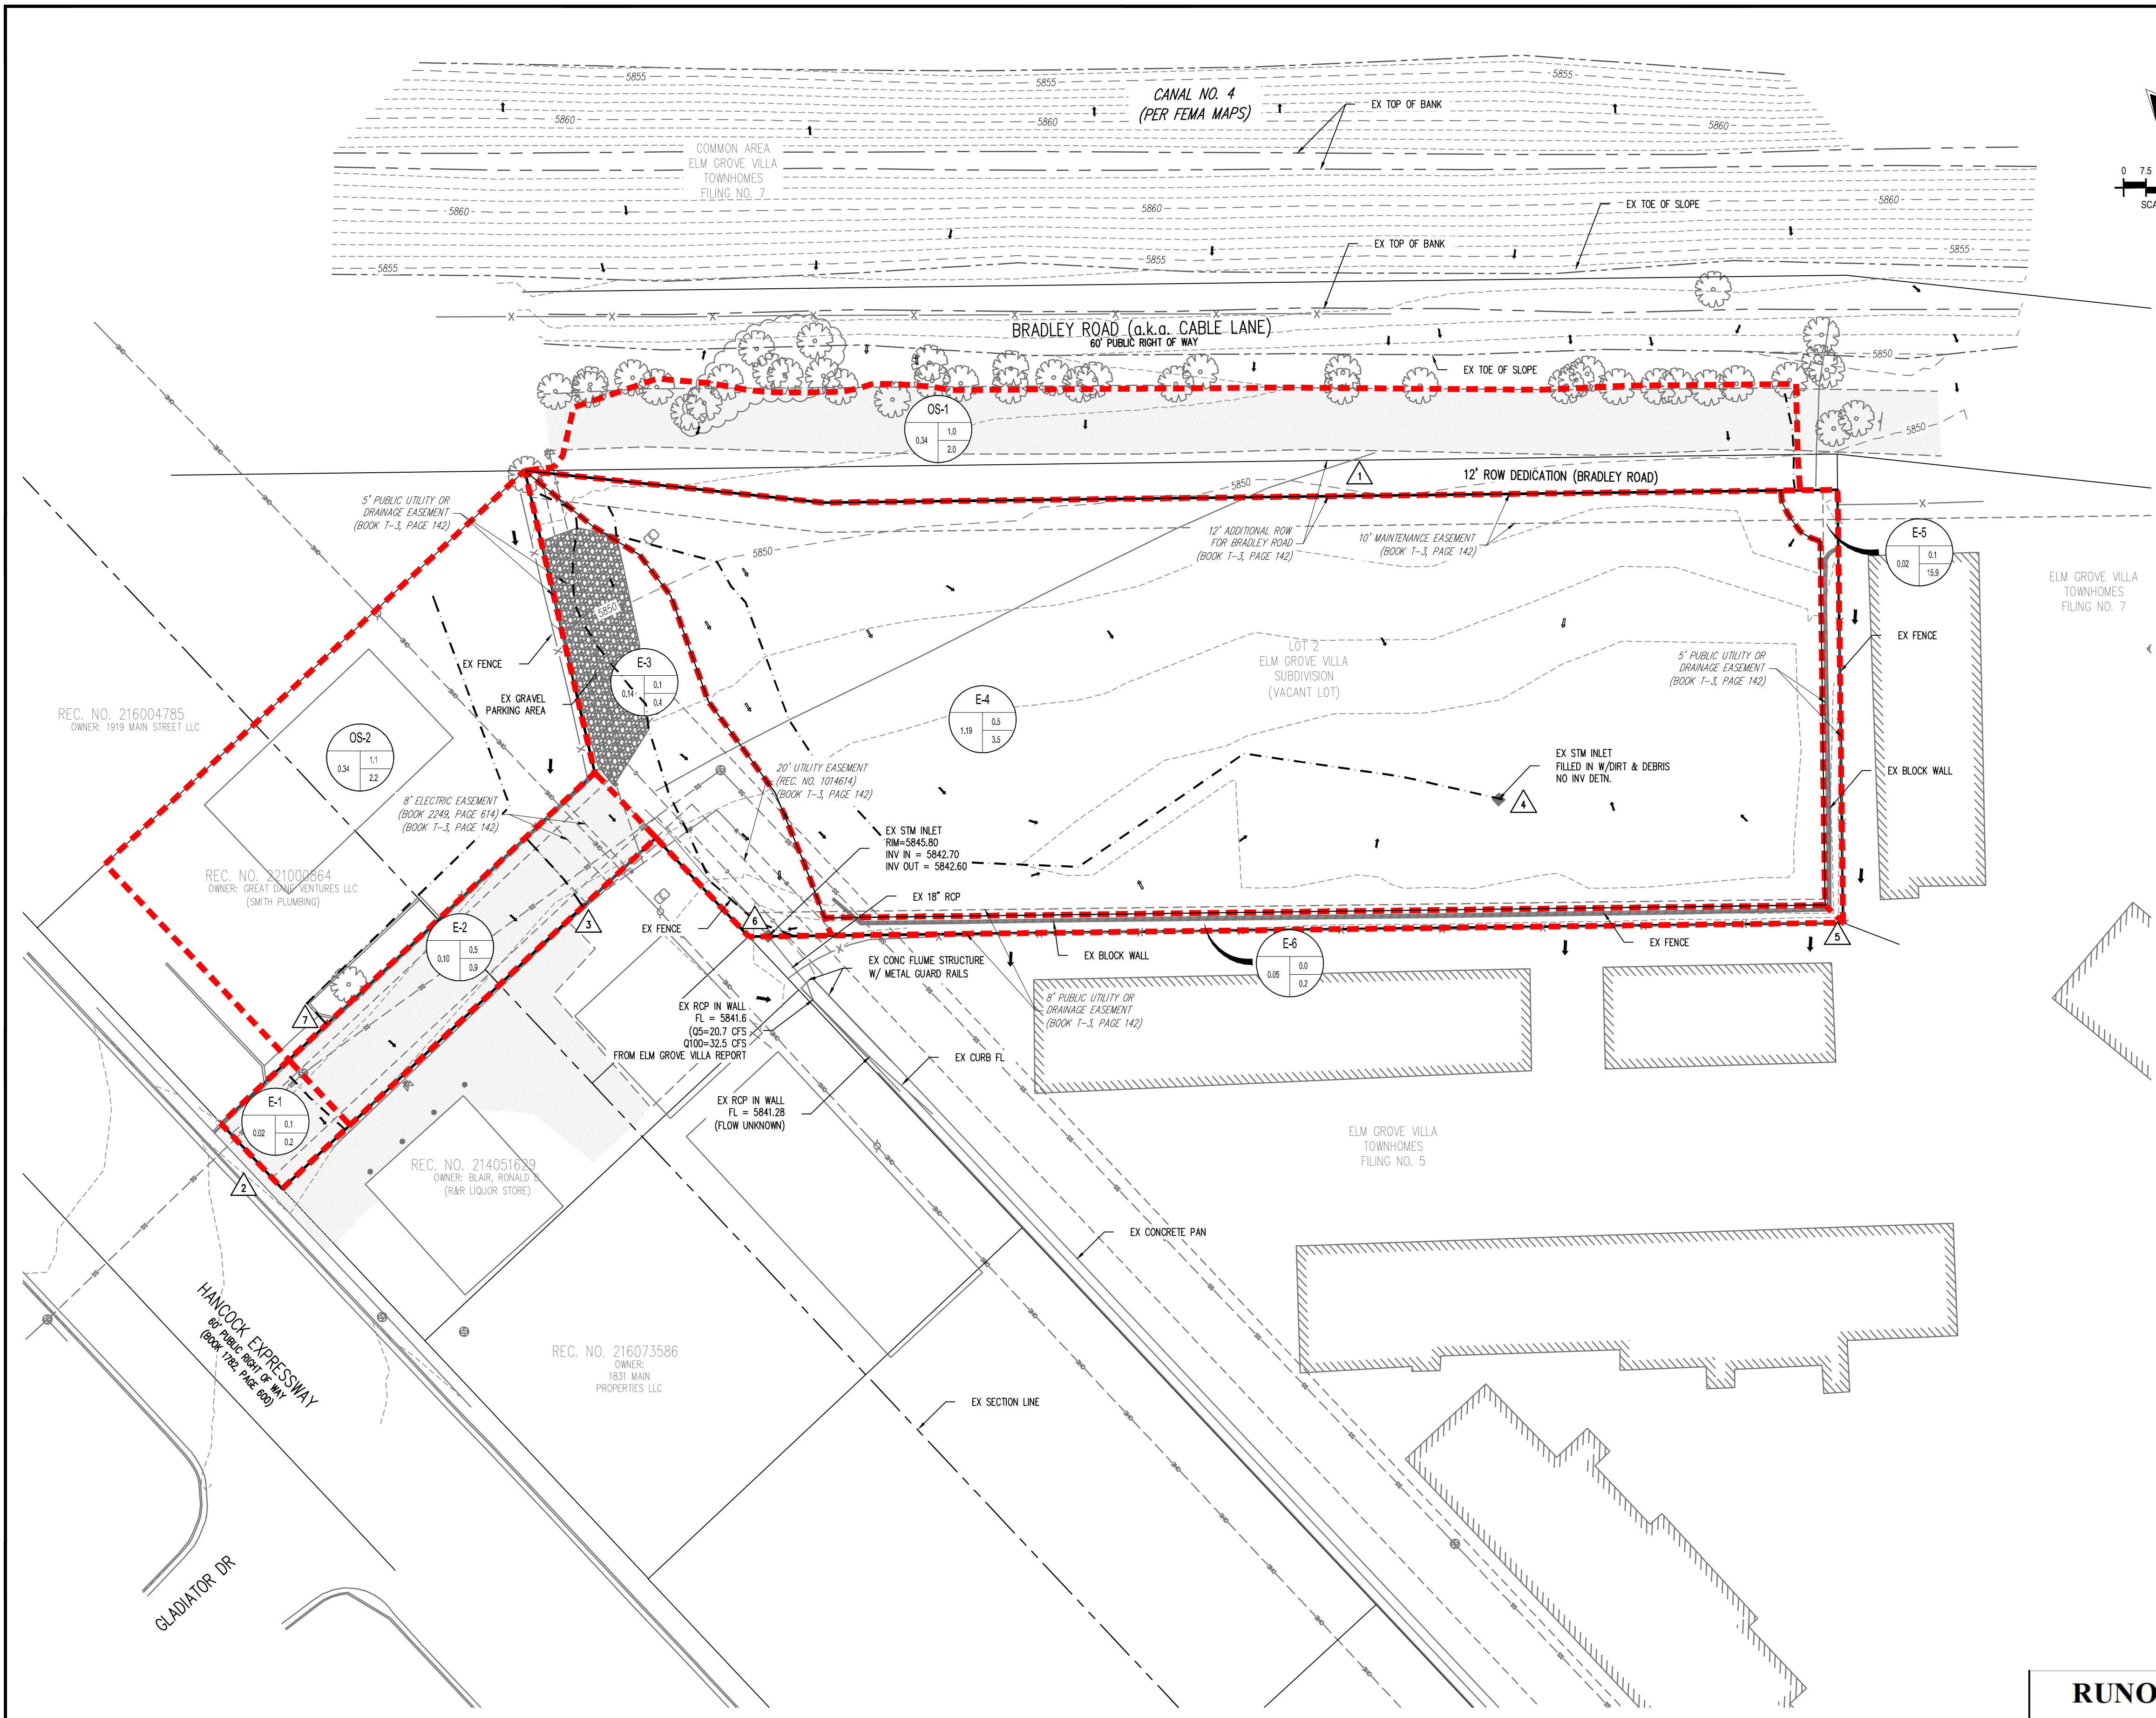 5855
5855
5855
CANAL NO. 4
(PER FEMA MAPS)
EX TOP OF BANK
5860
5860
5860
COMMON AREA
ELM GROVE VILLA
TOWNHOMES
FILING NO. 7
0 7.5
SCA
5860
5860
5860
EX TOE OF SLOPE
EX TOP OF BANK
5855
5855
5855
BRADLEY ROAD (a.k.a. CABLE LANE)
60' PUBLIC RIGHT OF WAY
EX TOE OF SLOPE
5850
OS-1
0.34
1.0
2.0
5850
1
12' ROW DEDICATION (BRADLEY ROAD)
5850
5' PUBLIC UTILITY OR
DRAINAGE EASEMENT
(BOOK T-3, PAGE 142)
12' ADDITIONAL ROW
FOR BRADLEY ROAD
(BOOK T-3, PAGE 142)
10' MAINTENANCE EASEMENT
(BOOK T-3, PAGE 142)
5850
E-5
0.02
0.1
15.9
ELM GROVE VILLA
TOWNHOMES
FILING NO. 7
5850
EX FENCE
EX FENCE
E-3
0.14
0.1
0.4
EX GRAVEL
PARKING AREA
LOT 2
ELM GROVE VILLA
SUBDIVISION
(VACANT LOT)
5' PUBLIC UTILITY OR
DRAINAGE EASEMENT
(BOOK T-3, PAGE 142)
E-4
1.19
0.5
3.5
REC. NO. 216004785
OWNER: 1919 MAIN STREET LLC
OS-2
0.34
1.1
2.2
20' UTILITY EASEMENT
(REC. NO. 1014614)
(BOOK T-3, PAGE 142)
EX STM INLET
FILLED IN W/DIRT & DEBRIS
NO INV DETN.
4
EX BLOCK WALL
8' ELECTRIC EASEMENT
(BOOK 2249, PAGE 614)
(BOOK T-3, PAGE 142)
EX STM INLET
RIM=5845.80
INV IN = 5842.70
INV OUT = 5842.60
REC. NO. 221000864
OWNER: GREAT DANE VENTURES LLC
(SMITH PLUMBING)
EX 18" RCP
E-2
0.10
0.5
0.9
3
EX FENCE
6
5
EX BLOCK WALL
EX FENCE
E-6
0.05
0.0
0.2
EX CONC FLUME STRUCTURE
W/ METAL GUARD RAILS
8' PUBLIC UTILITY OR
DRAINAGE EASEMENT
(BOOK T-3, PAGE 142)
EX RCP IN WALL
FL = 5841.6
(Q5=20.7 CFS
Q100=32.5 CFS
FROM ELM GROVE VILLA REPORT
7
EX CURB FL
E-1
0.02
0.1
0.2
EX RCP IN WALL
FL = 5841.28
(FLOW UNKNOWN)
2
REC. NO. 214051629
OWNER: BLAIR, RONALD D
(R&R LIQUOR STORE)
ELM GROVE VILLA
TOWNHOMES
FILING NO. 5
EX CONCRETE PAN
HANCOCK EXPRESSWAY
60' PUBLIC RIGHT OF WAY
(BOOK 1782, PAGE 600)
REC. NO. 216073586
OWNER:
1831 MAIN
PROPERTIES LLC
EX SECTION LINE
GLADIATOR DR
RUNO